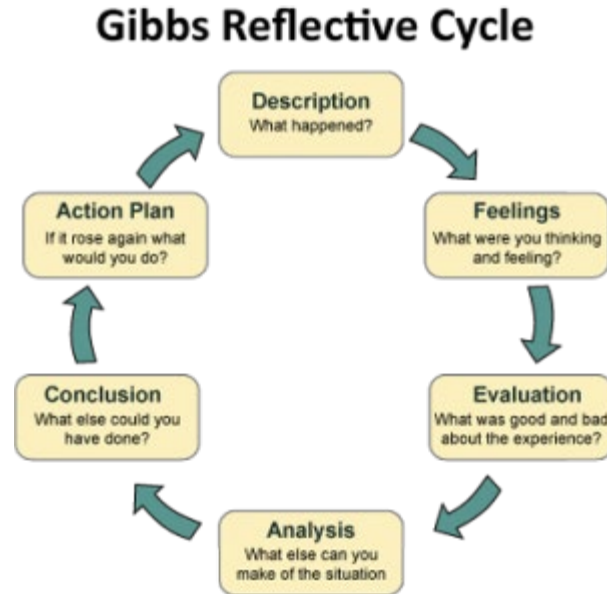 Gibbs Reflective Cycle
Description
What happened?
Feelings
What were you thinking
and feeling?
Evaluation
What was good and bad
about the experience?
Analysis
What else can you
make of the situation
Conclusion
What else could you
have done?
Action Plan
If it rose again what
would you do?